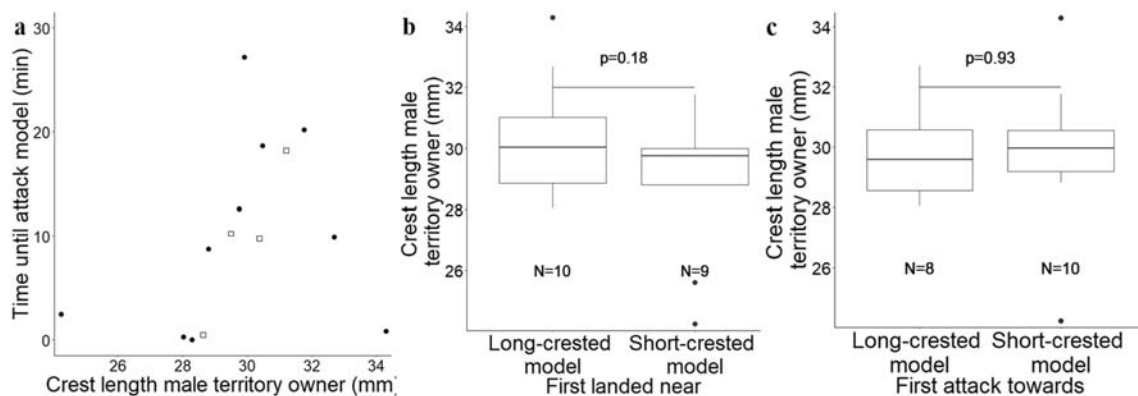 a
Time until attack model (min)
30
20
10
0
26
28
30
32
34
Crest length male territory owner (mm)
b
Crest length male
territory owner (mm)
34
32
30
28
26
p=0.18
N=10
N=9
Long-crested
model
Short-crested
model
First landed near
c
Crest length male
territory owner (mm)
34
32
30
28
26
p=0.93
N=8
N=10
Long-crested
model
Short-crested
model
First attack towards